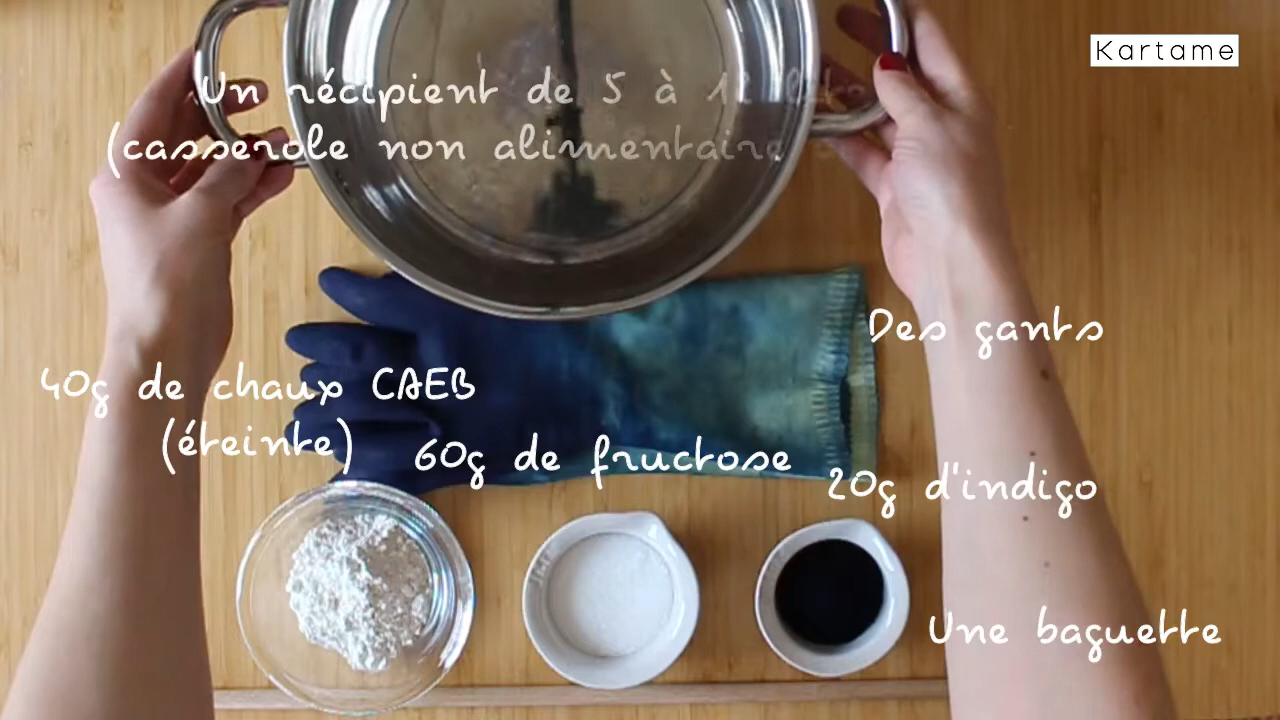 Kartame
Un récipient de 5 à
(casserole non alimentaire
Des gants
40g de chaux CAEB
(éteinte)
60g de fructose
20g d'indigo
Une baguette